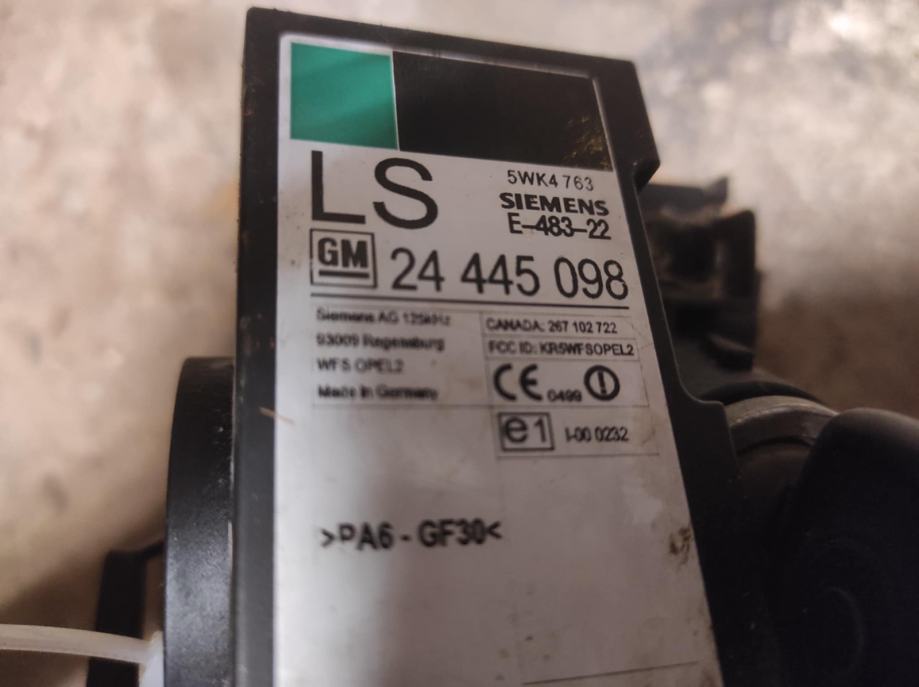 LS
5WK4 763
SIEMENS
E-483-22
GM 24 445 098
Siemens AG 125kHz
93009 Regensburg
WFS OPEL2
Made in Germany
CANADA: 267 102 722
FCC ID: KR5WFSOPEL2
CE 0499
e1 I-00 0232
>PA6 - GF30<